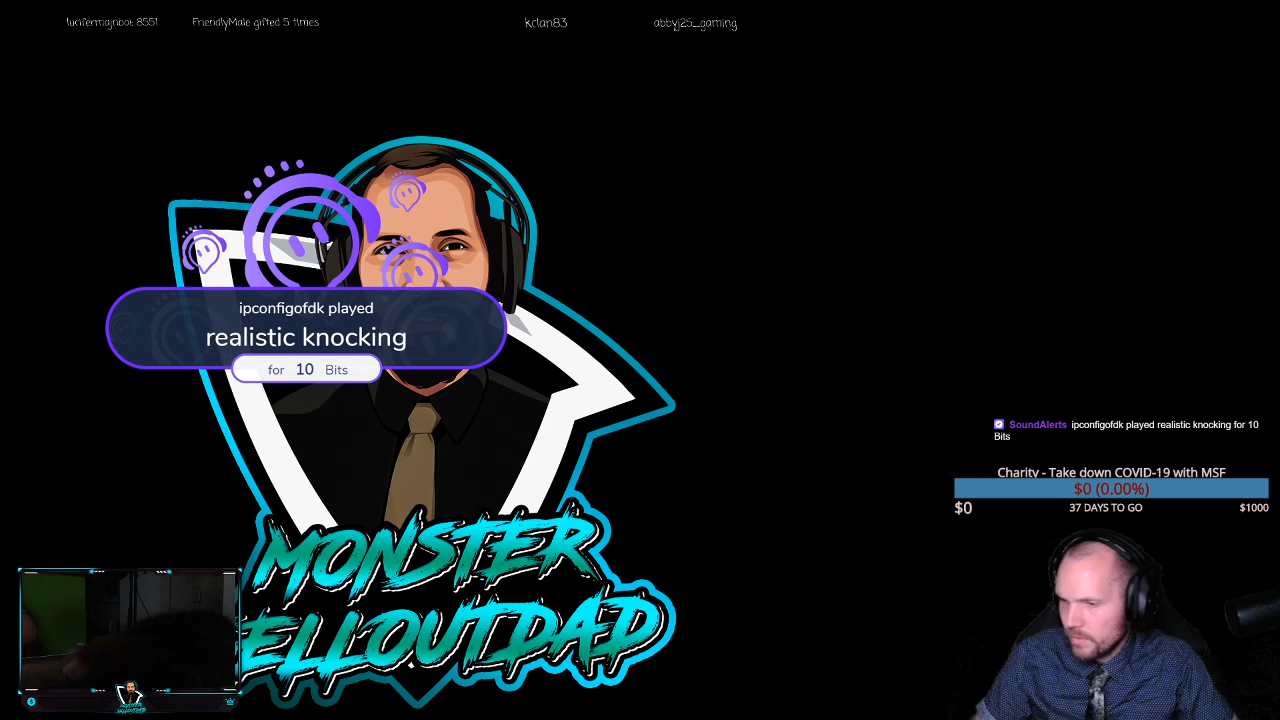 lucifermajnboi: 8551 FriendlyMale gifted 5 times kclan83 abbyj25_gaming
ipconfigofdk played
realistic knocking
for 10 Bits
SoundAlerts ipconfigofdk played realistic knocking for 10
Bits
Charity - Take down COVID-19 with MSF
$0 (0.00%)
$0 37 DAYS TO GO $1000
MONSTER
ELLOUTDAD